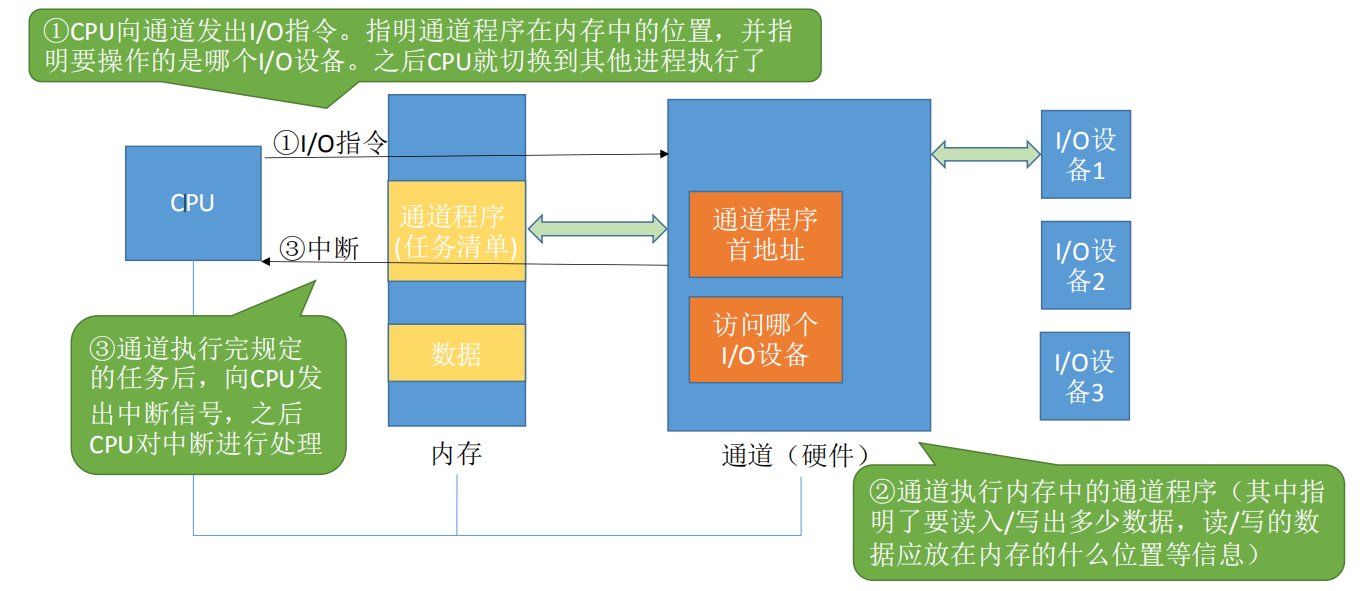 ①CPU向通道发出I/O指令。指明通道程序在内存中的位置，并指
明要操作的是哪个I/O设备。之后CPU就切换到其他进程执行了
①I/O指令
CPU
通道程序
(任务清单)
③中断
数据
内存
通道程序
首地址
访问哪个
I/O设备
通道（硬件）
I/O设
备1
I/O设
备2
I/O设
备3
③通道执行完规定
的任务后，向CPU发
出中断信号，之后
CPU对中断进行处理
②通道执行内存中的通道程序（其中指
明了要读入/写出多少数据，读/写的数
据应放在内存的什么位置等信息）